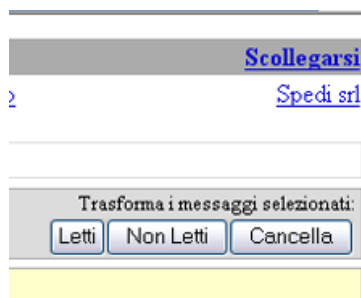 Scollegarsi
Spedi srl
Trasforma i messaggi selezionati:
Letti Non Letti Cancella